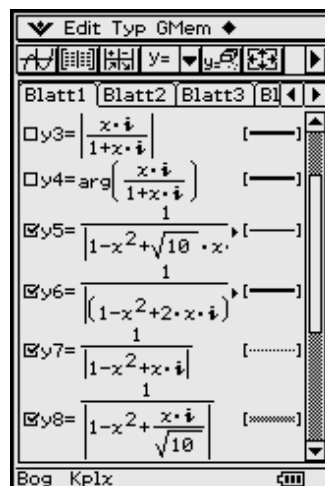 Edit Typ GMem
y=
Blatt1 Blatt2 Blatt3 Bl
y3=|x·i/(1+x·i)|
y4=arg(x·i/(1+x·i))
y5=1/|1-x²+√10·x·
y6=1/|(1-x²+2·x·i)
y7=1/|1-x²+x·i|
y8=1/|1-x²+x·i/√10|
Bog Kplx